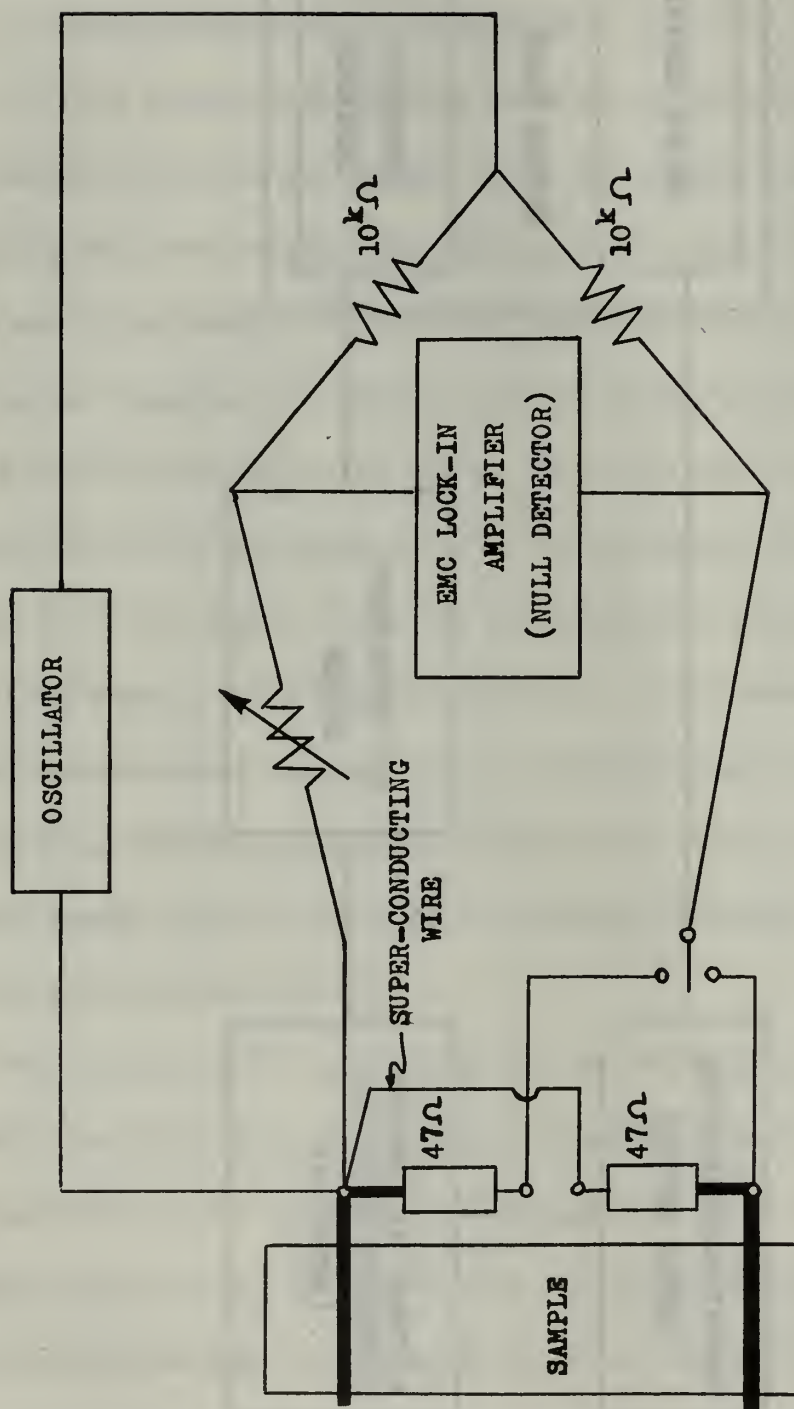 OSCILLATOR
10ᵏΩ
10ᵏΩ
EMC LOCK-IN
AMPLIFIER
(NULL DETECTOR)
SUPER-CONDUCTING
WIRE
47Ω
47Ω
SAMPLE